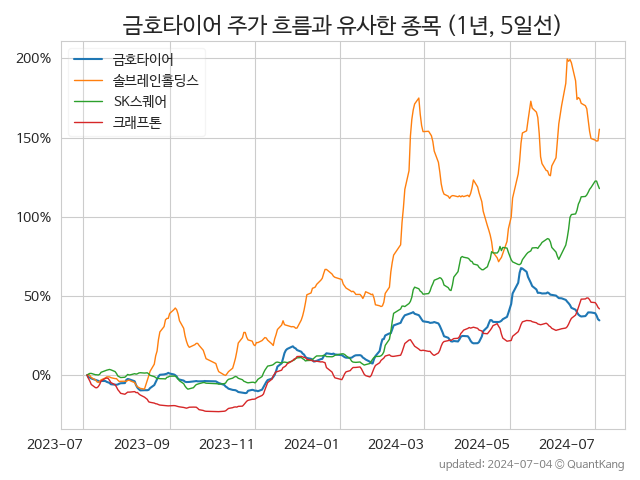 금호타이어 주가 흐름과 유사한 종목 (1년, 5일선)
금호타이어
솔브레인홀딩스
SK스퀘어
크래프톤
200%
150%
100%
50%
0%
2023-07 2023-09 2023-11 2024-01 2024-03 2024-05 2024-07
updated: 2024-07-04 © QuantKang